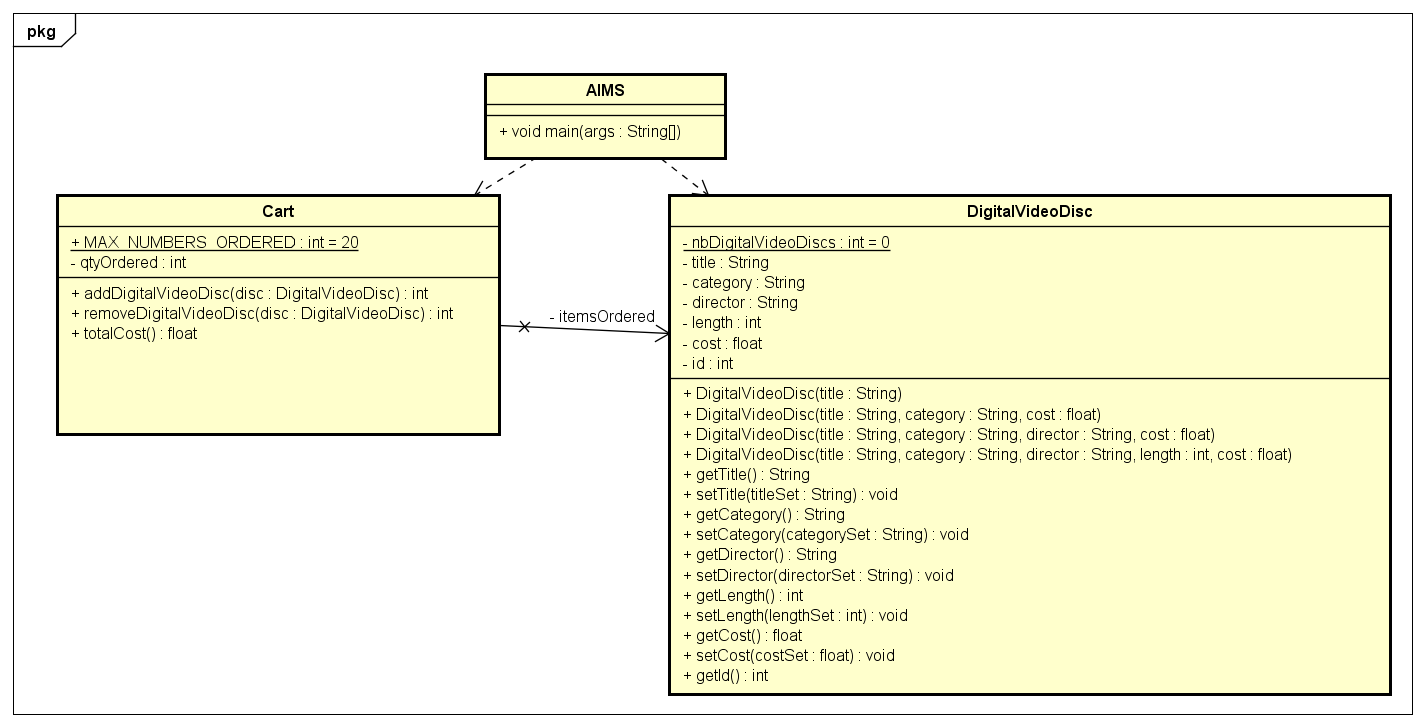 pkg
AIMS
+ void main(args : String[])
Cart
+ MAX_NUMBERS_ORDERED : int = 20
- qtyOrdered : int
+ addDigitalVideoDisc(disc : DigitalVideoDisc) : int
+ removeDigitalVideoDisc(disc : DigitalVideoDisc) : int
+ totalCost() : float
- itemsOrdered
DigitalVideoDisc
- nbDigitalVideoDiscs : int = 0
- title : String
- category : String
- director : String
- length : int
- cost : float
- id : int
+ DigitalVideoDisc(title : String)
+ DigitalVideoDisc(title : String, category : String, cost : float)
+ DigitalVideoDisc(title : String, category : String, director : String, cost : float)
+ DigitalVideoDisc(title : String, category : String, director : String, length : int, cost : float)
+ getTitle() : String
+ setTitle(titleSet : String) : void
+ getCategory() : String
+ setCategory(categorySet : String) : void
+ getDirector() : String
+ setDirector(directorSet : String) : void
+ getLength() : int
+ setLength(lengthSet : int) : void
+ getCost() : float
+ setCost(costSet : float) : void
+ getId() : int